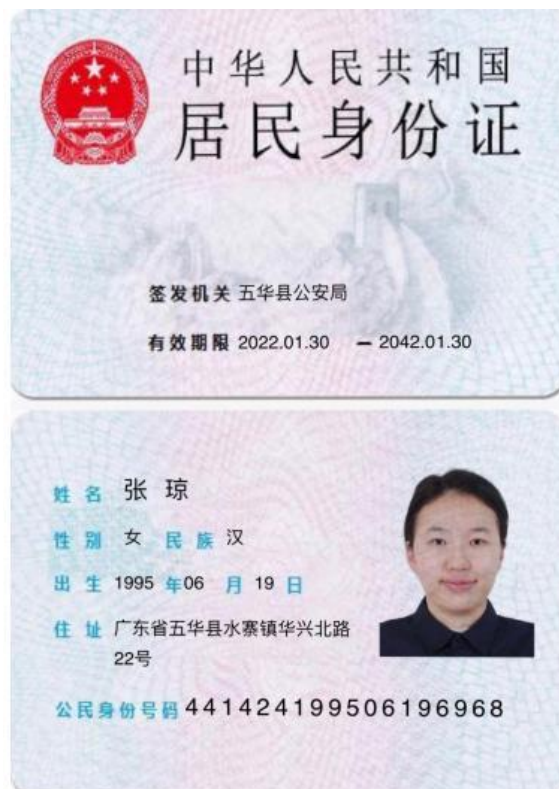 中华人民共和国
居民身份证
签发机关 五华县公安局
有效期限 2022.01.30 — 2042.01.30
姓名 张琼
性别 女 民族 汉
出生 1995 年 06 月 19 日
住址 广东省五华县水寨镇华兴北路
22号
公民身份号码 441424199506196968